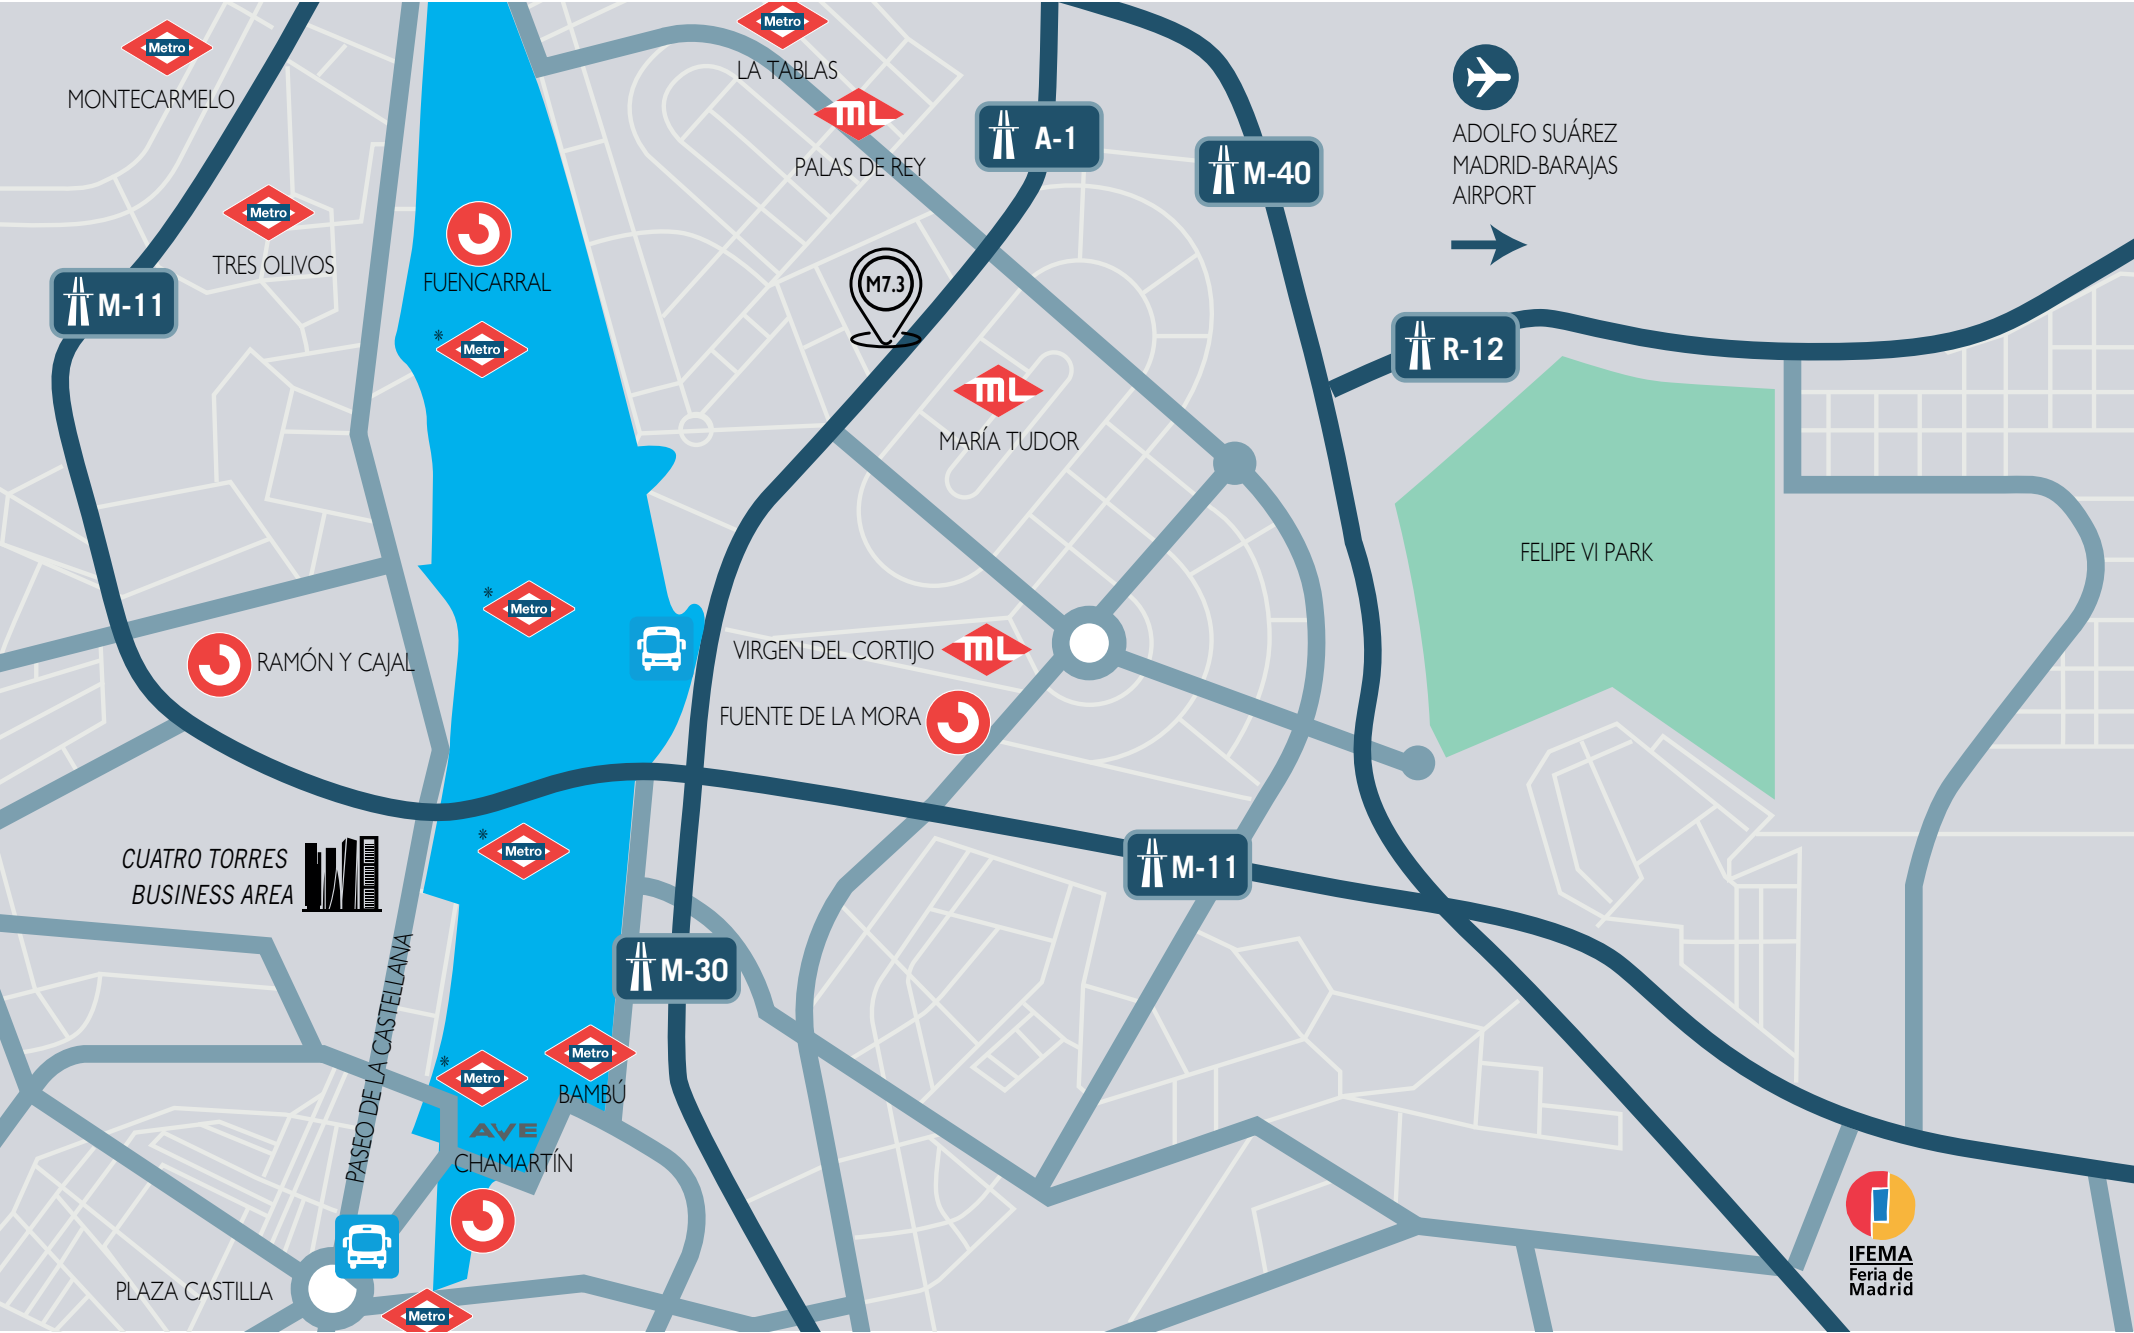 Metro
LA TABLAS
Metro
MONTECARMELO
ML
PALAS DE REY
A-1
M-40
ADOLFO SUÁREZ
MADRID-BARAJAS
AIRPORT
Metro
TRES OLIVOS
FUENCARRAL
M7.3
M-11
* Metro
R-12
ML
MARÍA TUDOR
FELIPE VI PARK
* Metro
RAMÓN Y CAJAL
VIRGEN DEL CORTIJO
ML
FUENTE DE LA MORA
* Metro
CUATRO TORRES
BUSINESS AREA
M-11
M-30
PASEO DE LA CASTELLANA
* Metro
Metro
BAMBÚ
AVE
CHAMARTÍN
PLAZA CASTILLA
Metro
IFEMA
Feria de
Madrid